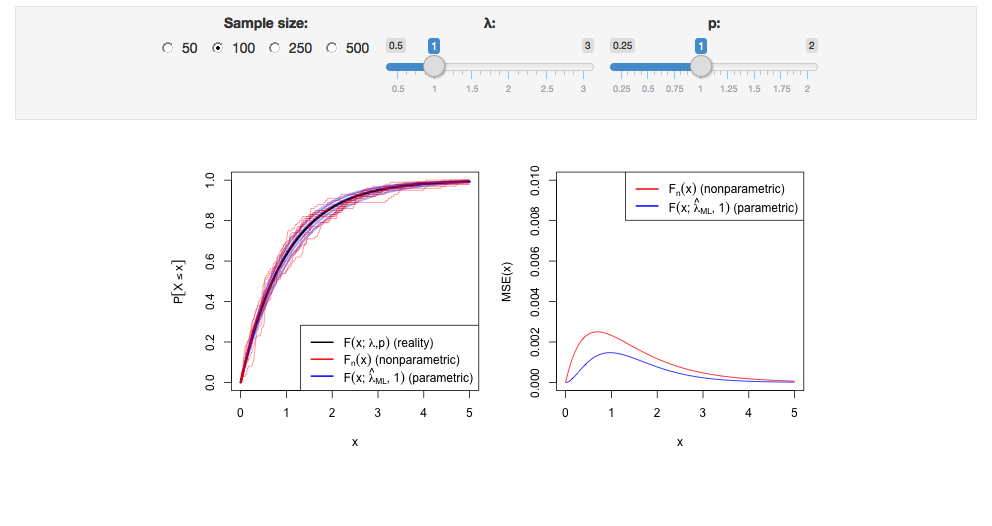 Sample size: λ: p:
50 100 250 500 0.5 1 3 0.25 1 2
0.5 1 1.5 2 2.5 3 0.25 0.5 0.75 1 1.25 1.5 1.75 2
P[X ≤ x]
0.0 0.2 0.4 0.6 0.8 1.0
F(x; λ,p) (reality)
Fn(x) (nonparametric)
F(x; λ̂ML, 1) (parametric)
0 1 2 3 4 5
x
MSE(x)
0.000 0.002 0.004 0.006 0.008 0.010
Fn(x) (nonparametric)
F(x; λ̂ML, 1) (parametric)
0 1 2 3 4 5
x